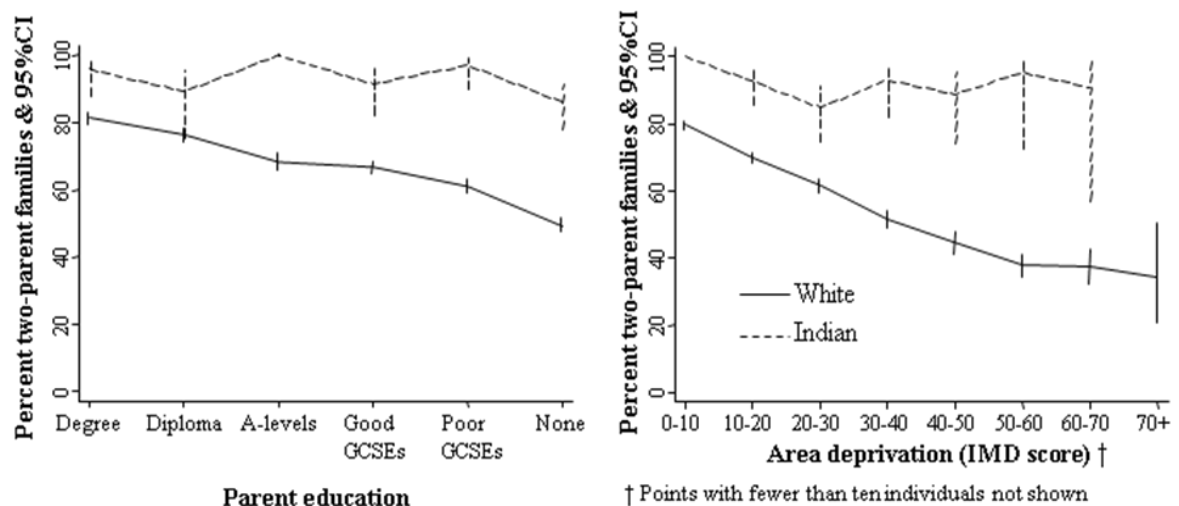 Percent two-parent families & 95%CI
100
80
60
40
20
0
Degree Diploma A-levels Good GCSEs Poor GCSEs None
Parent education
Percent two-parent families & 95%CI
100
80
60
40
20
0
White
Indian
0-10 10-20 20-30 30-40 40-50 50-60 60-70 70+
Area deprivation (IMD score) †
† Points with fewer than ten individuals not shown